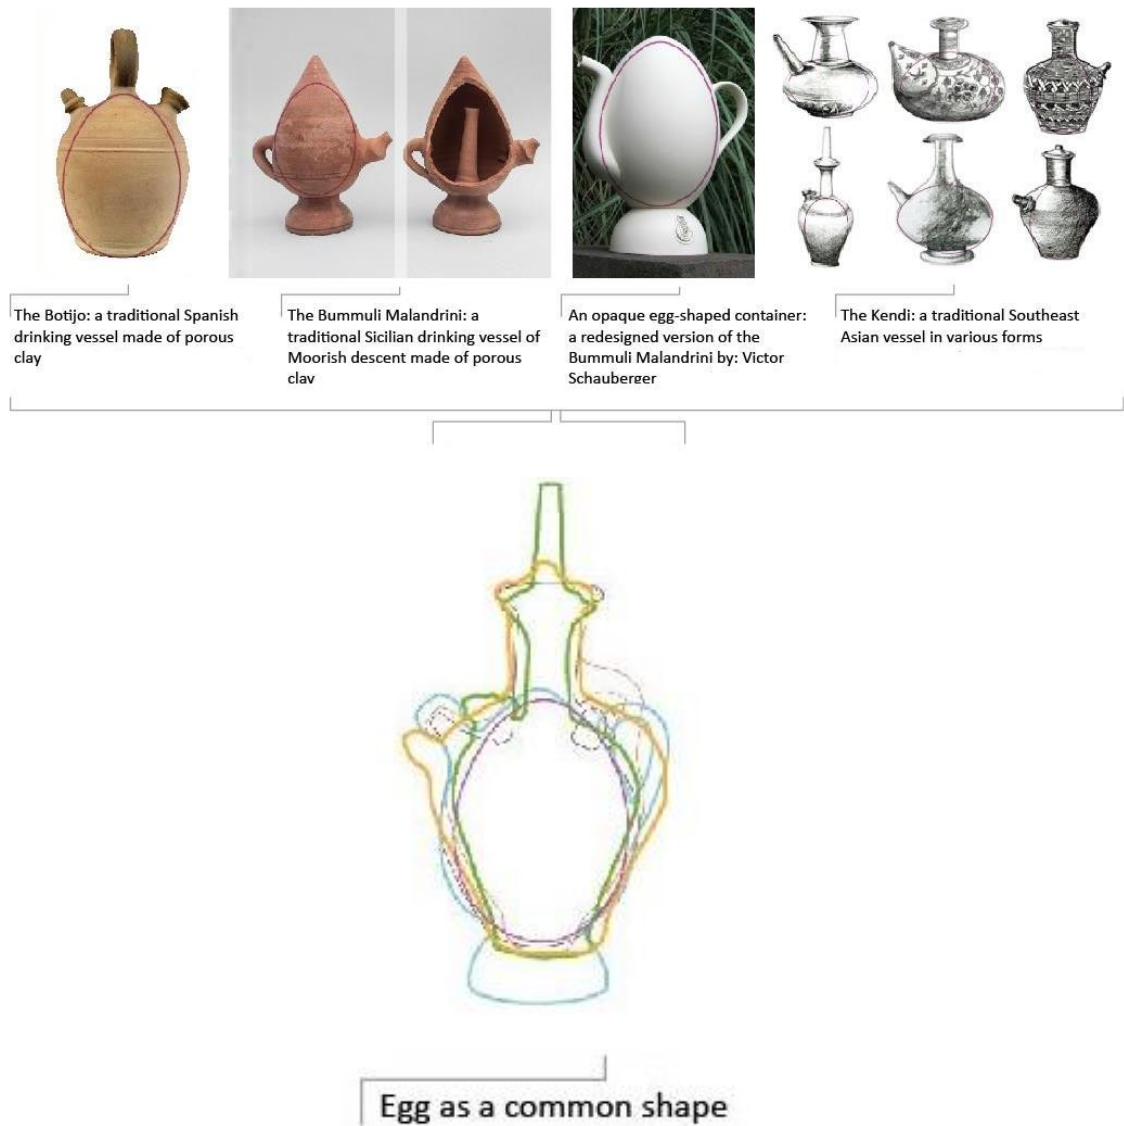 The Botijo: a traditional Spanish
drinking vessel made of porous
clay
The Bummuli Malandrini: a
traditional Sicilian drinking vessel of
Moorish descent made of porous
clay
An opaque egg-shaped container:
a redesigned version of the
Bummuli Malandrini by: Victor
Schauberger
The Kendi: a traditional Southeast
Asian vessel in various forms
Egg as a common shape